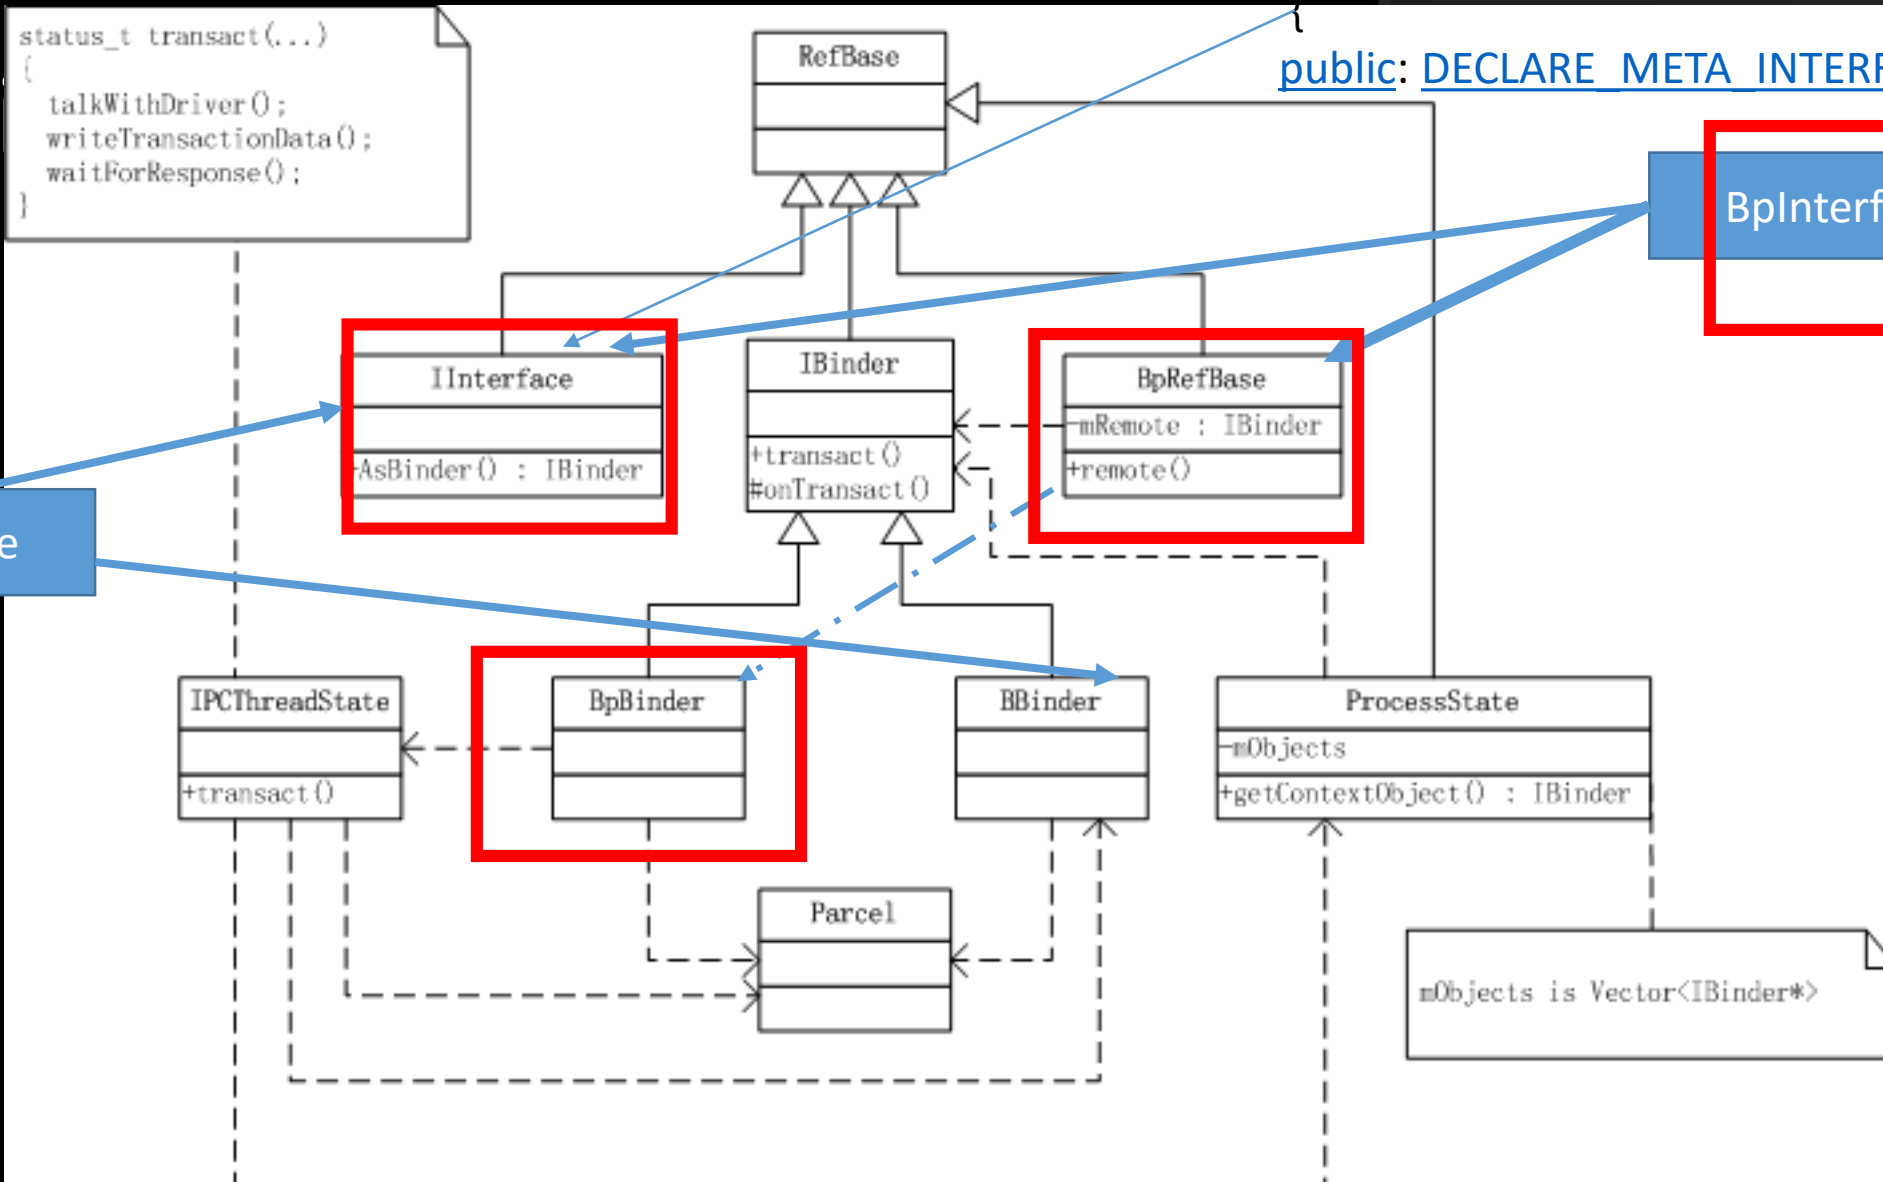 status_t transact(...)
{
talkWithDriver();
writeTransactionData();
waitForResponse();
}
{
public: DECLARE_META_INTERF
RefBase
BpInterf
IInterface
AsBinder() : IBinder
IBinder
+transact()
#onTransact()
BpRefBase
-mRemote : IBinder
+remote()
e
IPCThreadState
+transact()
BpBinder
BBinder
ProcessState
-mObjects
+getContextObject() : IBinder
Parcel
mObjects is Vector<IBinder*>